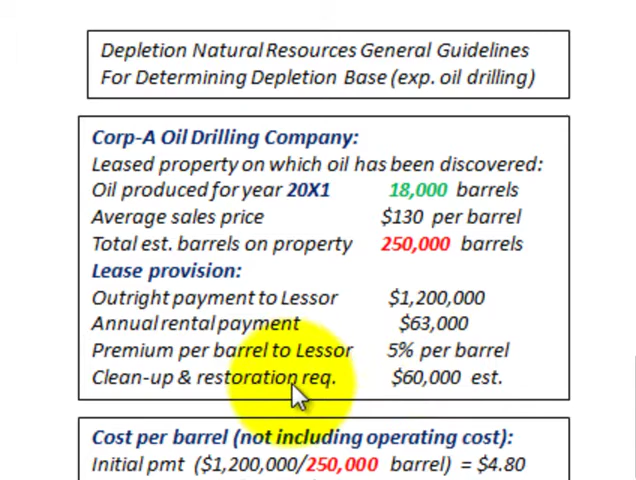 Depletion Natural Resources General Guidelines
For Determining Depletion Base (exp. oil drilling)
Corp-A Oil Drilling Company:
Leased property on which oil has been discovered:
Oil produced for year 20X1 18,000 barrels
Average sales price $130 per barrel
Total est. barrels on property 250,000 barrels
Lease provision:
Outright payment to Lessor $1,200,000
Annual rental payment $63,000
Premium per barrel to Lessor 5% per barrel
Clean-up & restoration req. $60,000 est.
Cost per barrel (not including operating cost):
Initial pmt ($1,200,000/250,000 barrel) = $4.80